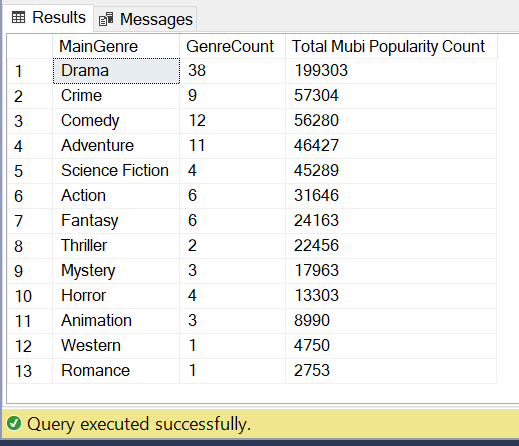 Results Messages
MainGenre GenreCount Total Mubi Popularity Count
1 Drama 38 199303
2 Crime 9 57304
3 Comedy 12 56280
4 Adventure 11 46427
5 Science Fiction 4 45289
6 Action 6 31646
7 Fantasy 6 24163
8 Thriller 2 22456
9 Mystery 3 17963
10 Horror 4 13303
11 Animation 3 8990
12 Western 1 4750
13 Romance 1 2753
Query executed successfully.